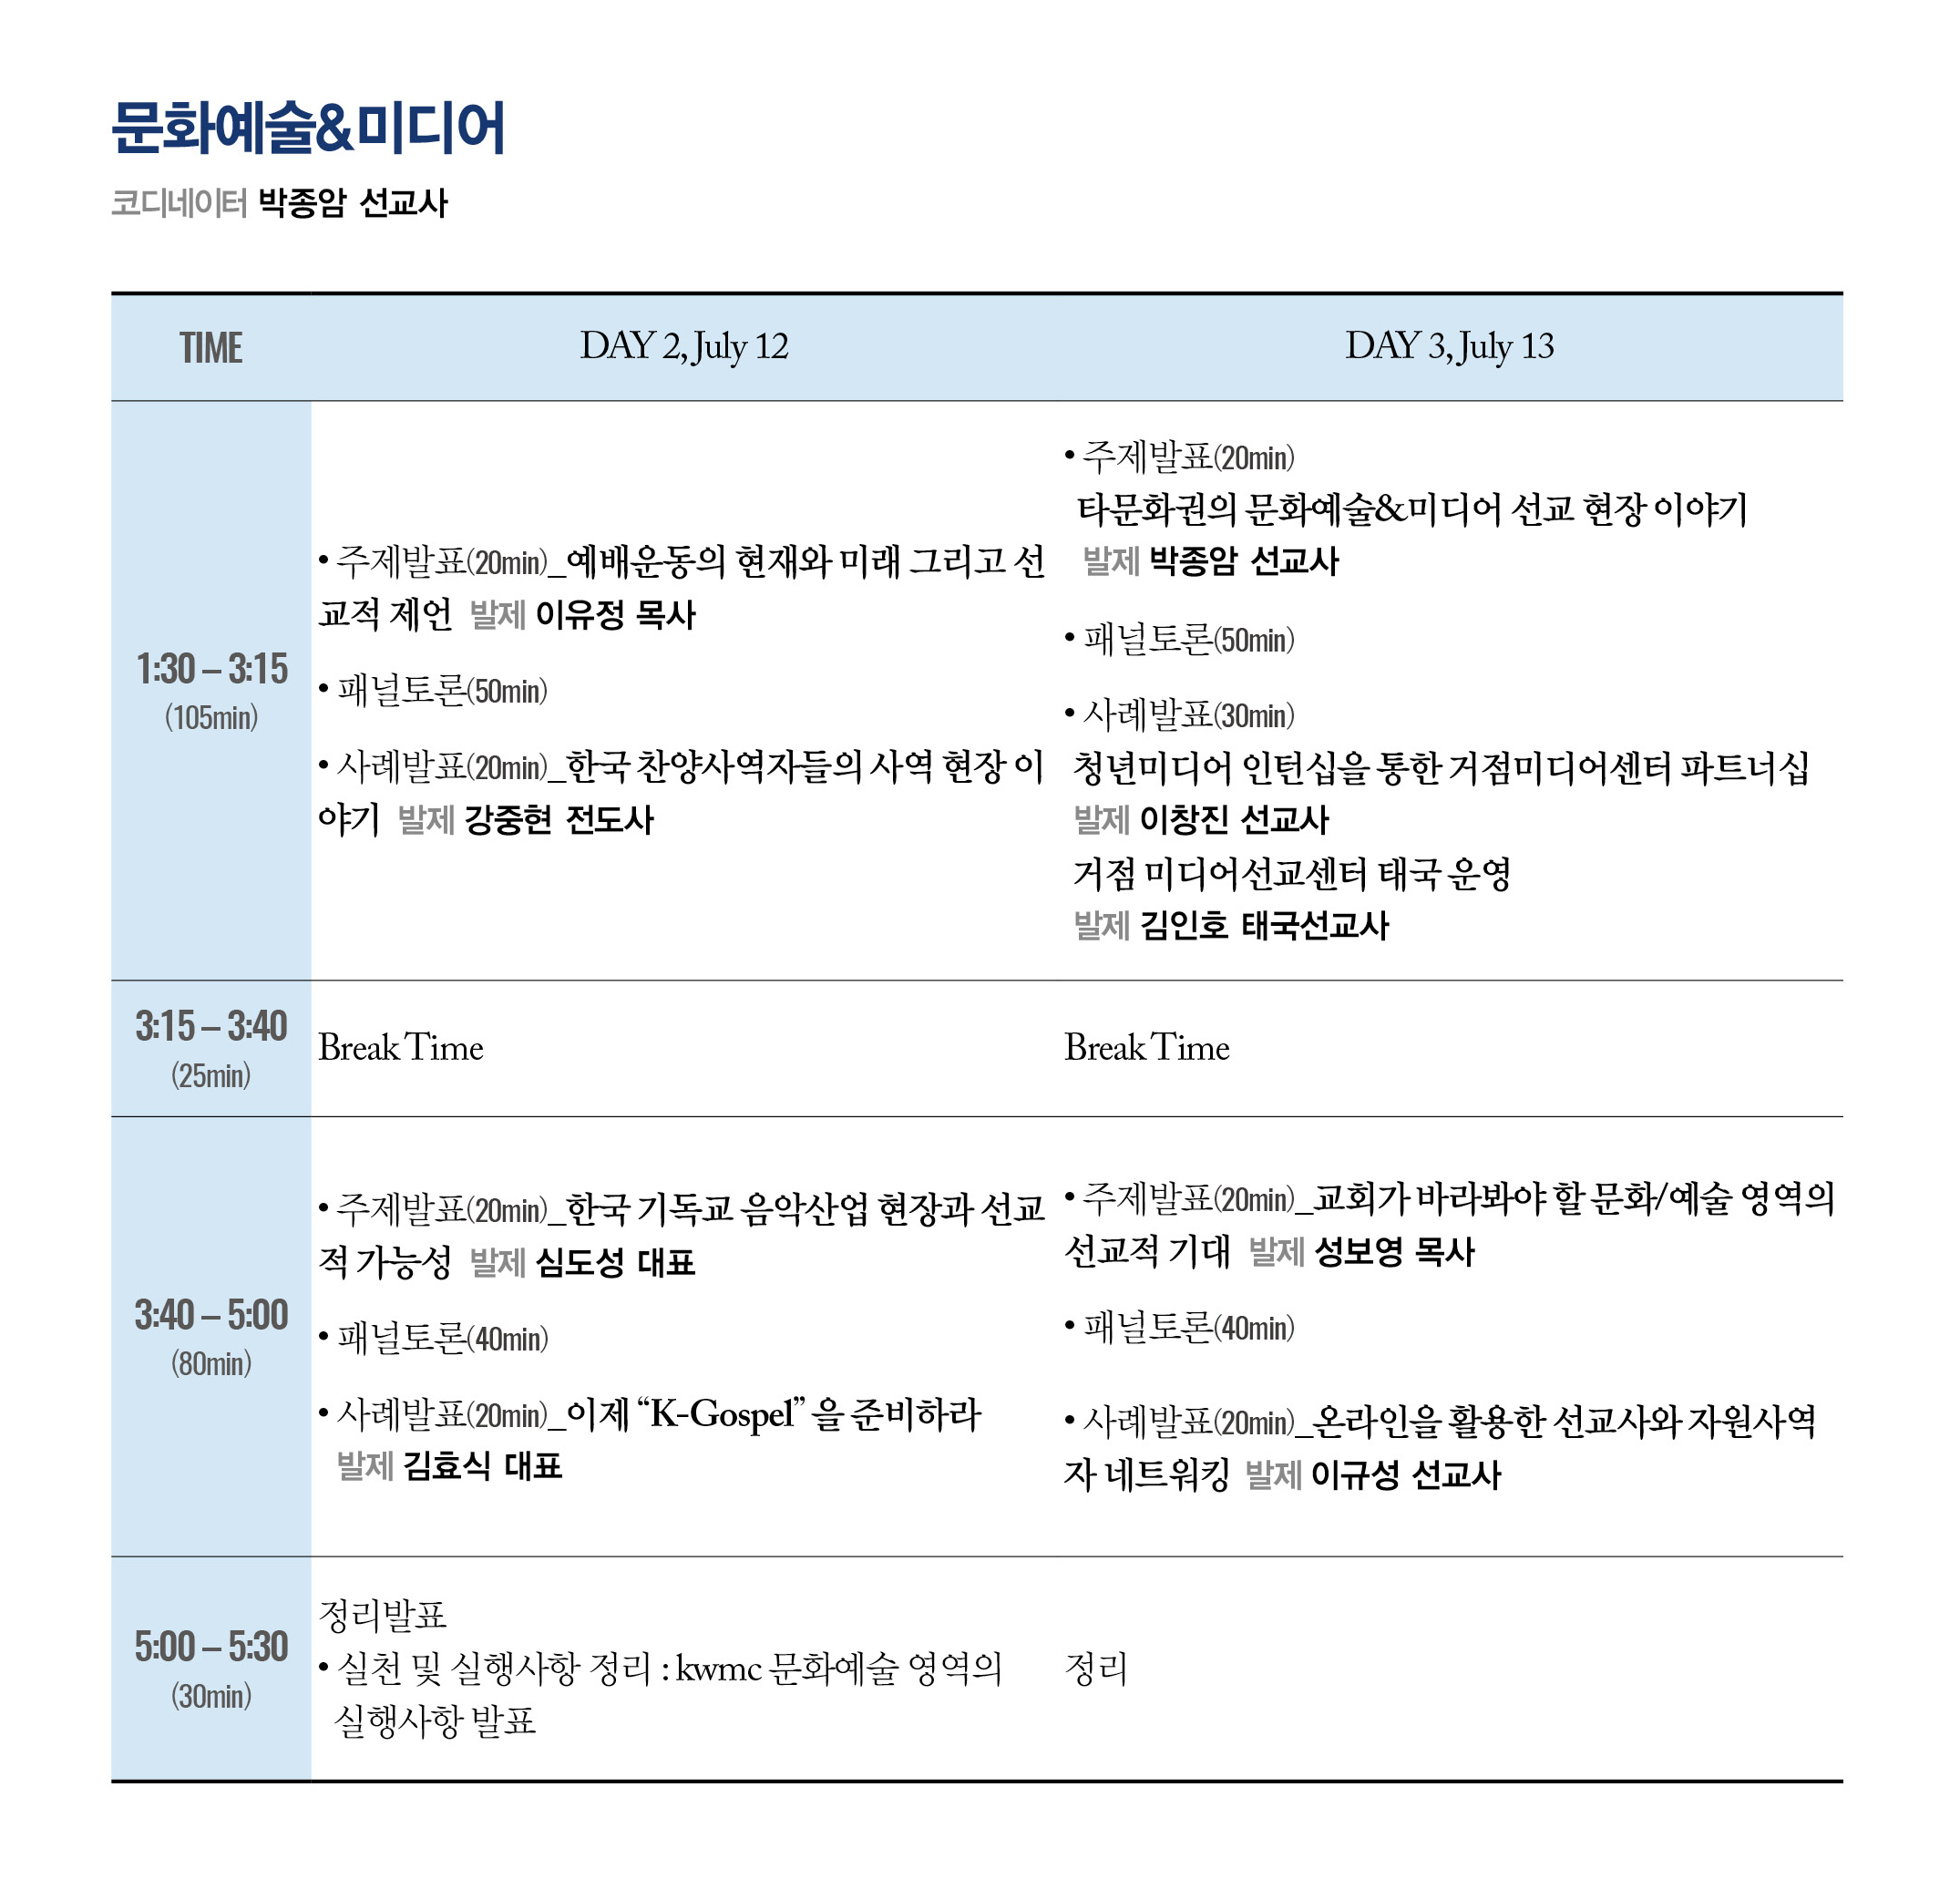 문화예술&미디어
코디네이터 박종암 선교사
TIME
DAY 2, July 12
DAY 3, July 13
1:30 – 3:15
(105min)
• 주제발표(20min)_예배운동의 현재와 미래 그리고 선
교적 제언 발제 이유정 목사
• 패널토론(50min)
• 사례발표(20min)_한국 찬양사역자들의 사역 현장 이
야기 발제 강중현 전도사
• 주제발표(20min)
타문화권의 문화예술&미디어 선교 현장 이야기
발제 박종암 선교사
• 패널토론(50min)
• 사례발표(30min)
청년미디어 인턴십을 통한 거점미디어센터 파트너십
발제 이창진 선교사
거점 미디어선교센터 태국 운영
발제 김인호 태국선교사
3:15 – 3:40
(25min)
Break Time
Break Time
3:40 – 5:00
(80min)
• 주제발표(20min)_한국 기독교 음악산업 현장과 선교
적 가능성 발제 심도성 대표
• 패널토론(40min)
• 사례발표(20min)_이제 “K-Gospel” 을 준비하라
발제 김효식 대표
• 주제발표(20min)_교회가 바라봐야 할 문화/예술 영역의
선교적 기대 발제 성보영 목사
• 패널토론(40min)
• 사례발표(20min)_온라인을 활용한 선교사와 자원사역
자 네트워킹 발제 이규성 선교사
5:00 – 5:30
(30min)
정리발표
• 실천 및 실행사항 정리 : kwmc 문화예술 영역의
실행사항 발표
정리